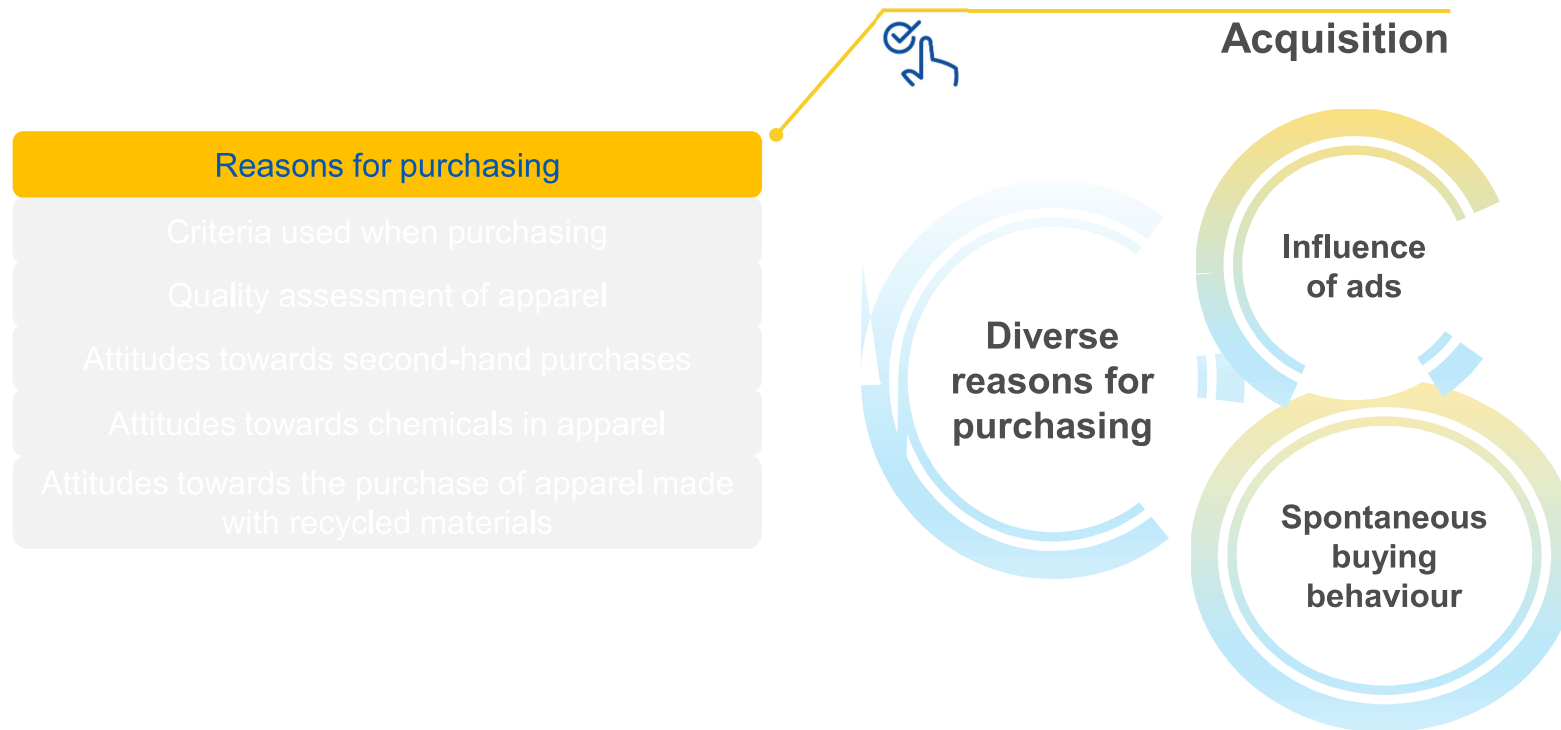 Acquisition
Reasons for purchasing
Criteria used when purchasing
Quality assessment of apparel
Attitudes towards second-hand purchases
Attitudes towards chemicals in apparel
Attitudes towards the purchase of apparel made
with recycled materials
Diverse
reasons for
purchasing
Influence
of ads
Spontaneous
buying
behaviour